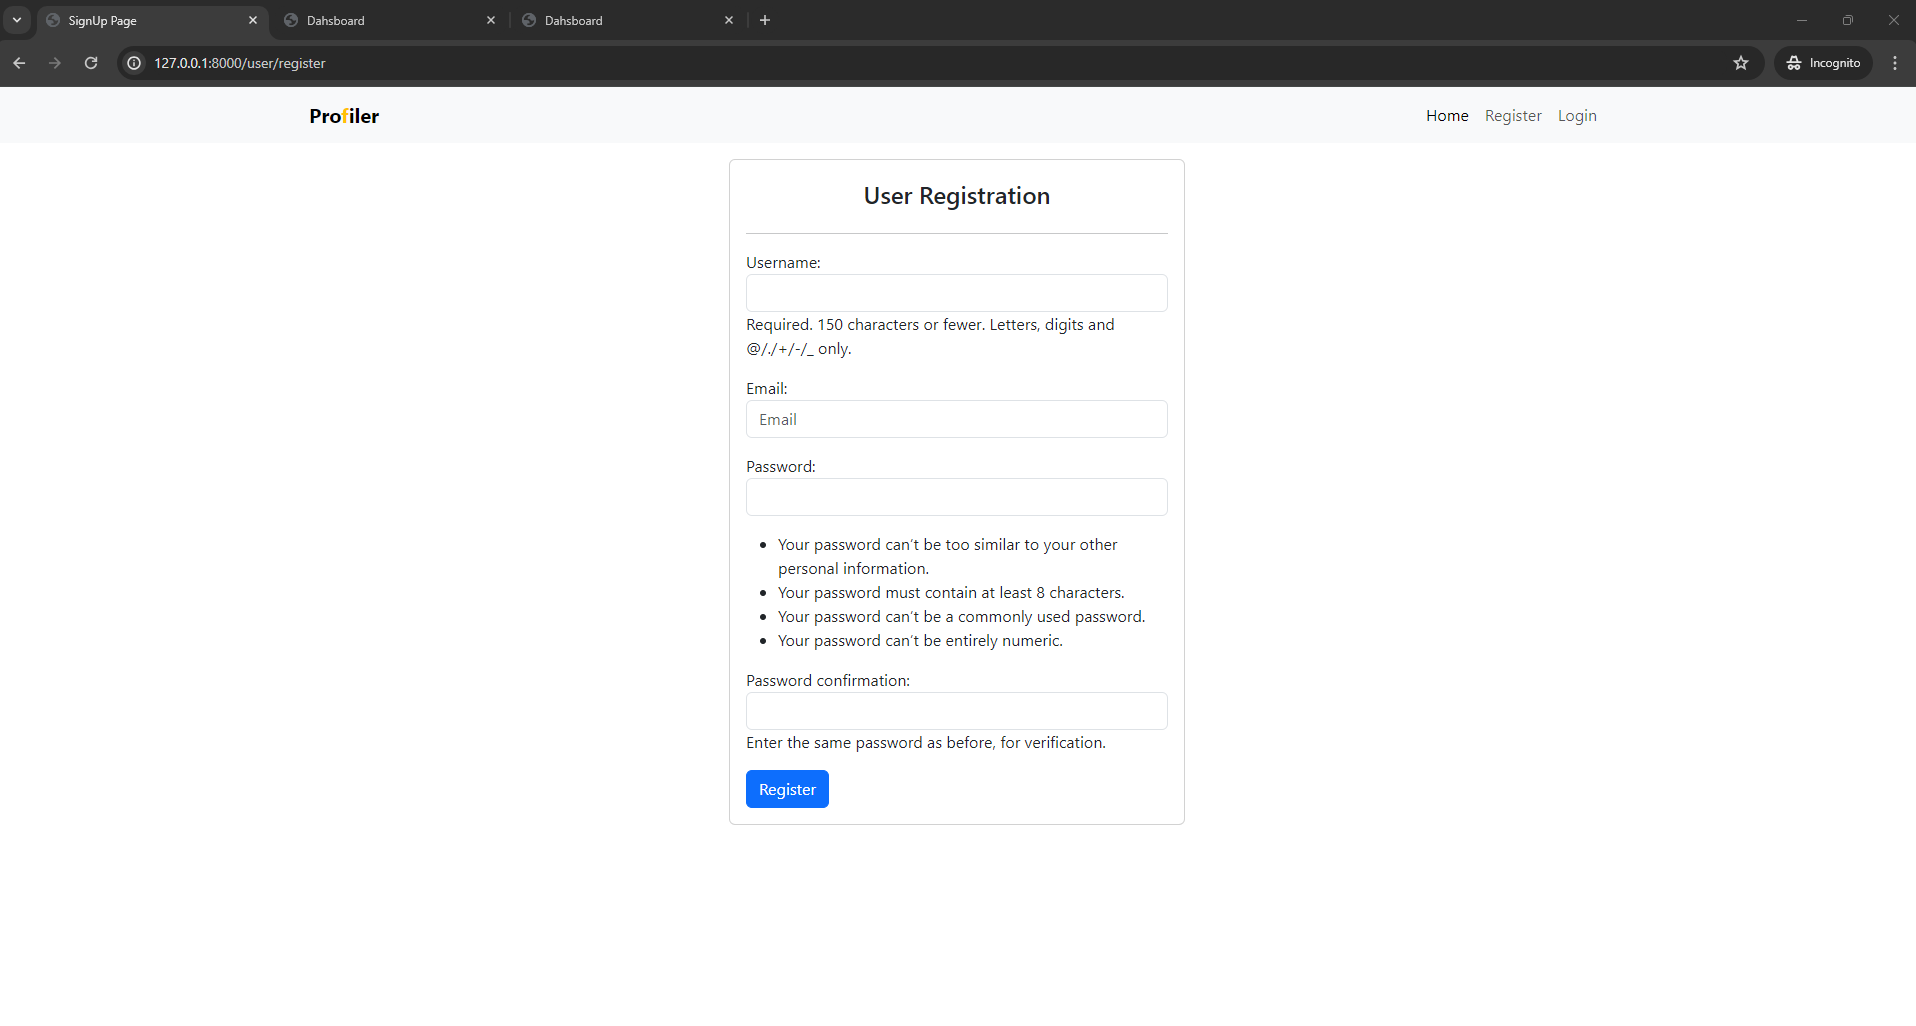 SignUp Page
Dahsboard
Dahsboard
127.0.0.1:8000/user/register
Incognito
Profiler
Home
Register
Login
User Registration
Username:
Required. 150 characters or fewer. Letters, digits and
@/./+/-/_ only.
Email:
Email
Password:
Your password can't be too similar to your other
personal information.
Your password must contain at least 8 characters.
Your password can't be a commonly used password.
Your password can't be entirely numeric.
Password confirmation:
Enter the same password as before, for verification.
Register